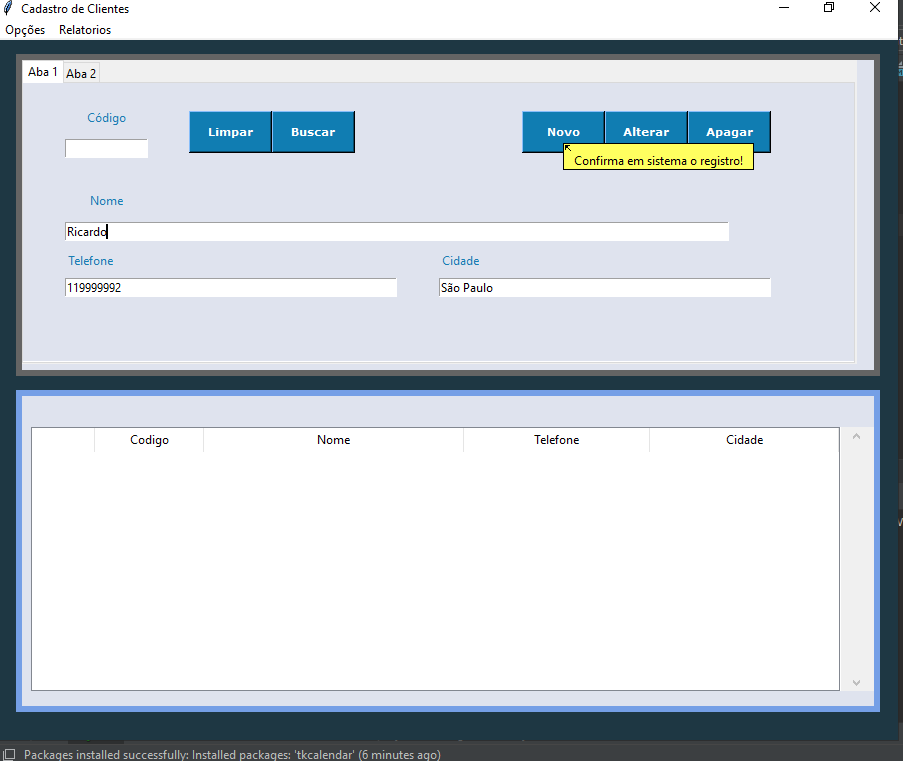 Cadastro de Clientes
Opções Relatorios
Aba 1 Aba 2
Código
Limpar Buscar Novo Alterar Apagar
Confirma em sistema o registro!
Nome
Ricardo
Telefone Cidade
119999992 São Paulo
Codigo Nome Telefone Cidade
Packages installed successfully: Installed packages: 'tkcalendar' (6 minutes ago)